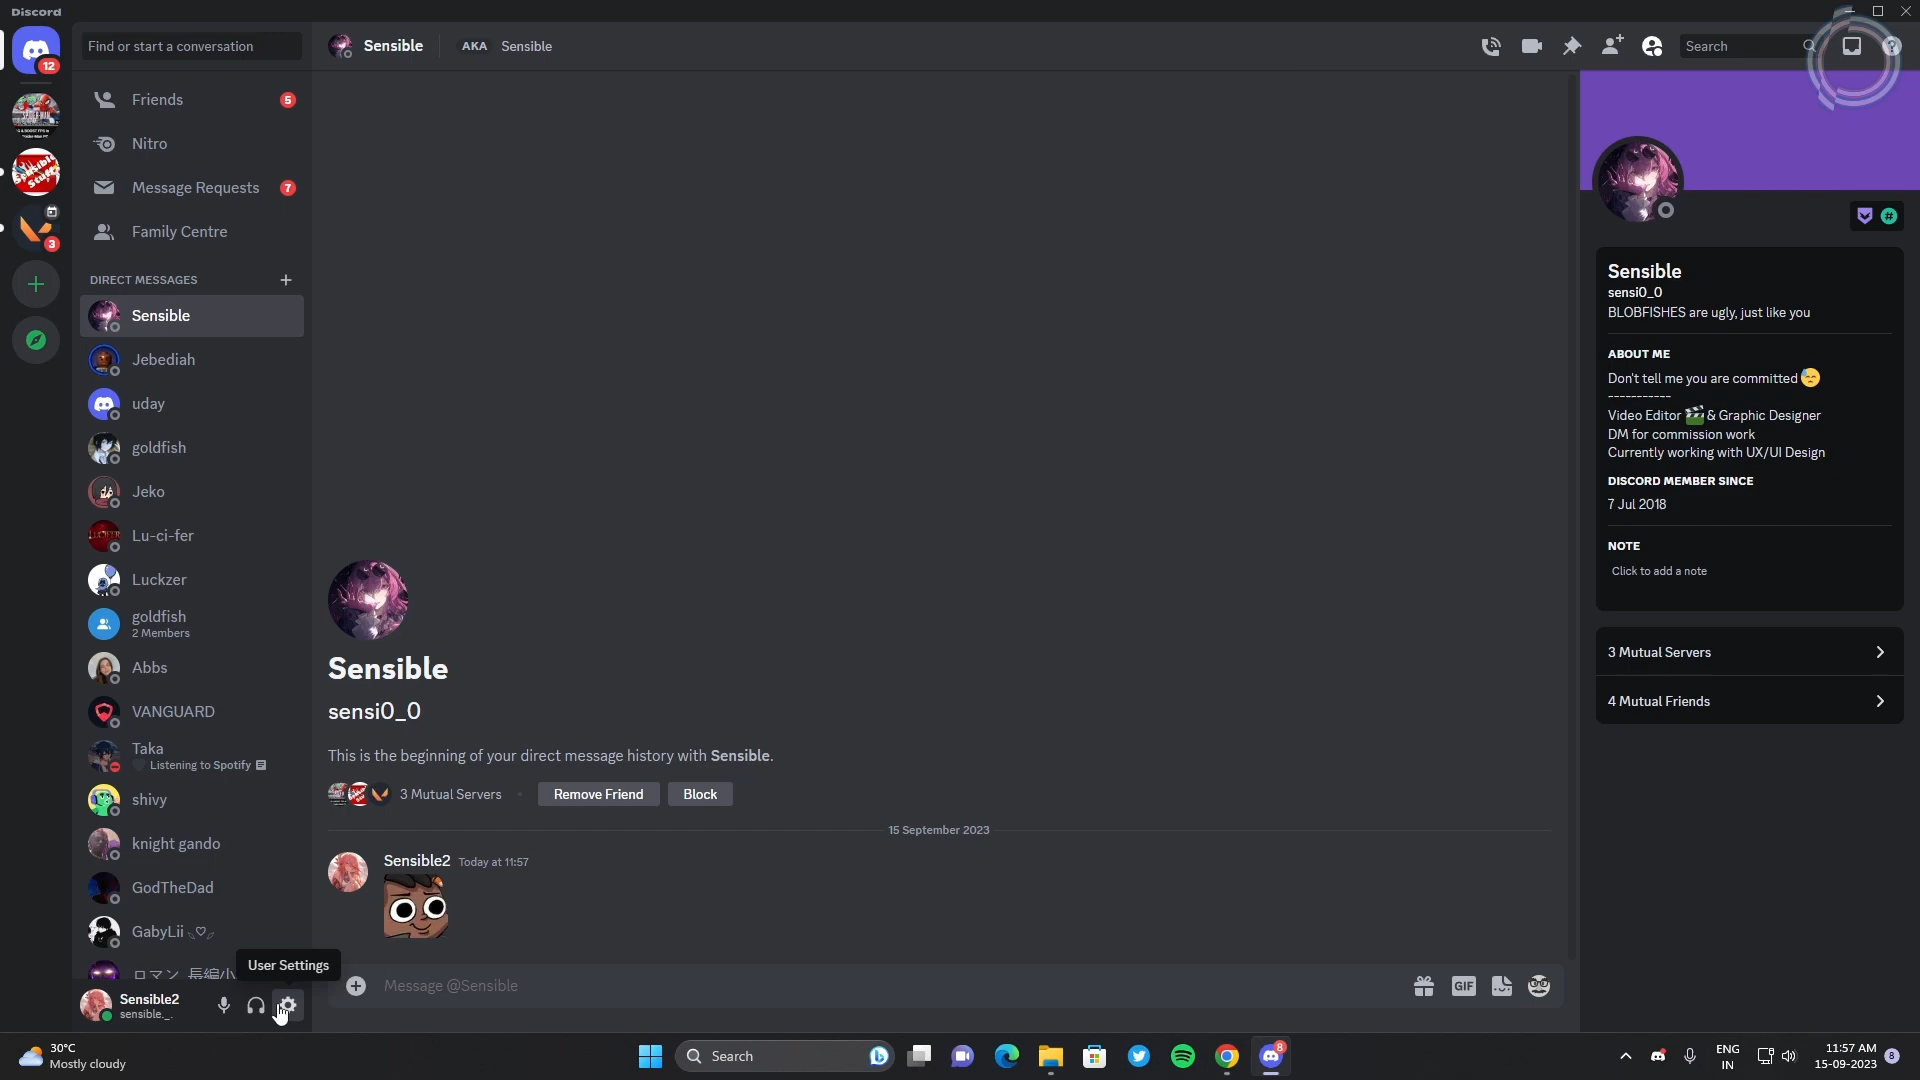 Discord
Find or start a conversation
Sensible
AKA Sensible
Search
12
Friends
5
Nitro
Message Requests
7
Family Centre
3
DIRECT MESSAGES
Sensible
Jebediah
uday
goldfish
Jeko
Lu-ci-fer
Luckzer
goldfish
2 Members
Abbs
VANGUARD
Taka
Listening to Spotify
shivy
knight gando
GodTheDad
GabyLii
User Settings
Sensible2
sensible._.
Sensible
sensi0_0
This is the beginning of your direct message history with Sensible.
3 Mutual Servers
Remove Friend
Block
15 September 2023
Sensible2 Today at 11:57
Message @Sensible
GIF
Sensible
sensi0_0
BLOBFISHES are ugly, just like you
ABOUT ME
Don't tell me you are committed 😓
-----------
Video Editor 🎬 & Graphic Designer
DM for commission work
Currently working with UX/UI Design
DISCORD MEMBER SINCE
7 Jul 2018
NOTE
Click to add a note
3 Mutual Servers
4 Mutual Friends
30°C
Mostly cloudy
Search
8
ENG
IN
11:57 AM
15-09-2023
8